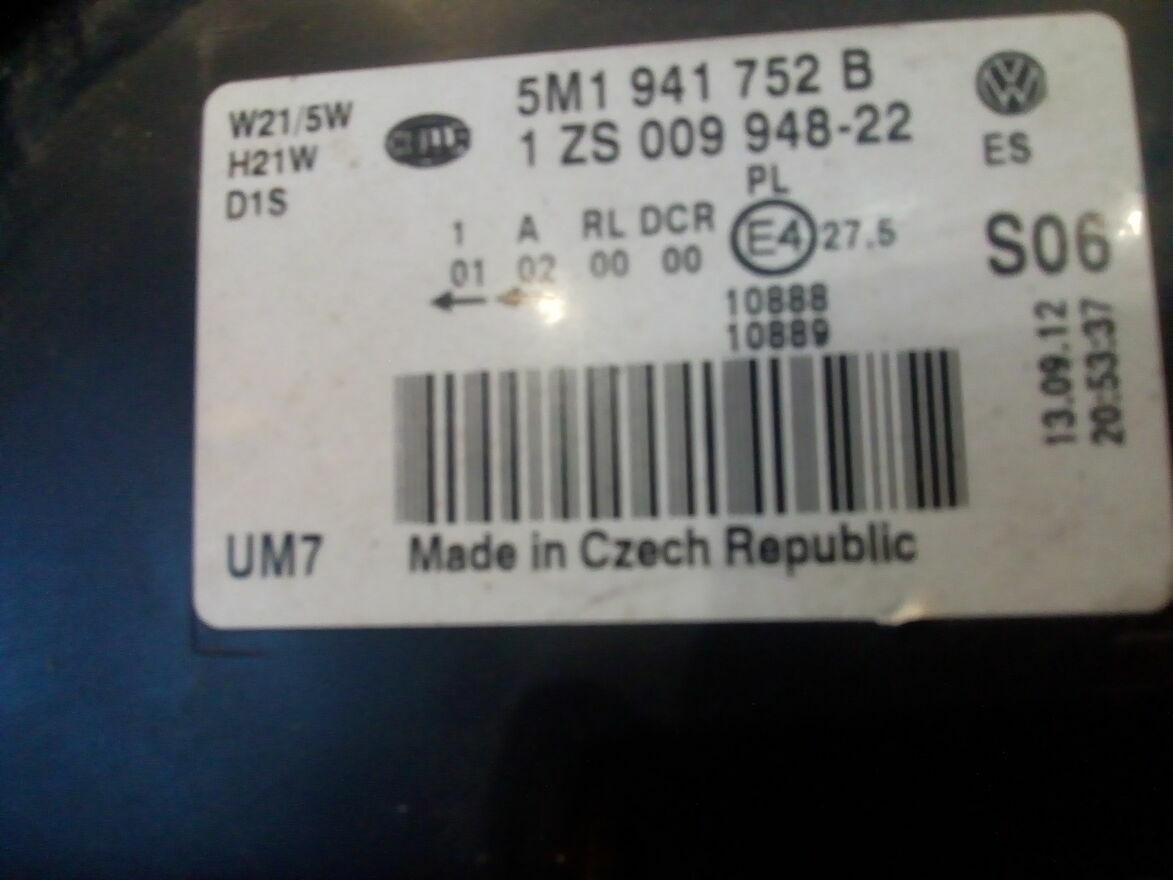 W21/5W
H21W
D1S
HELLA
5M1 941 752 B
1 ZS 009 948-22
VW
ES
PL
1 A RL DCR E4 27.5
01 02 00 00
10888
10889
S06
13.09.12
20:53:37
UM7
Made in Czech Republic